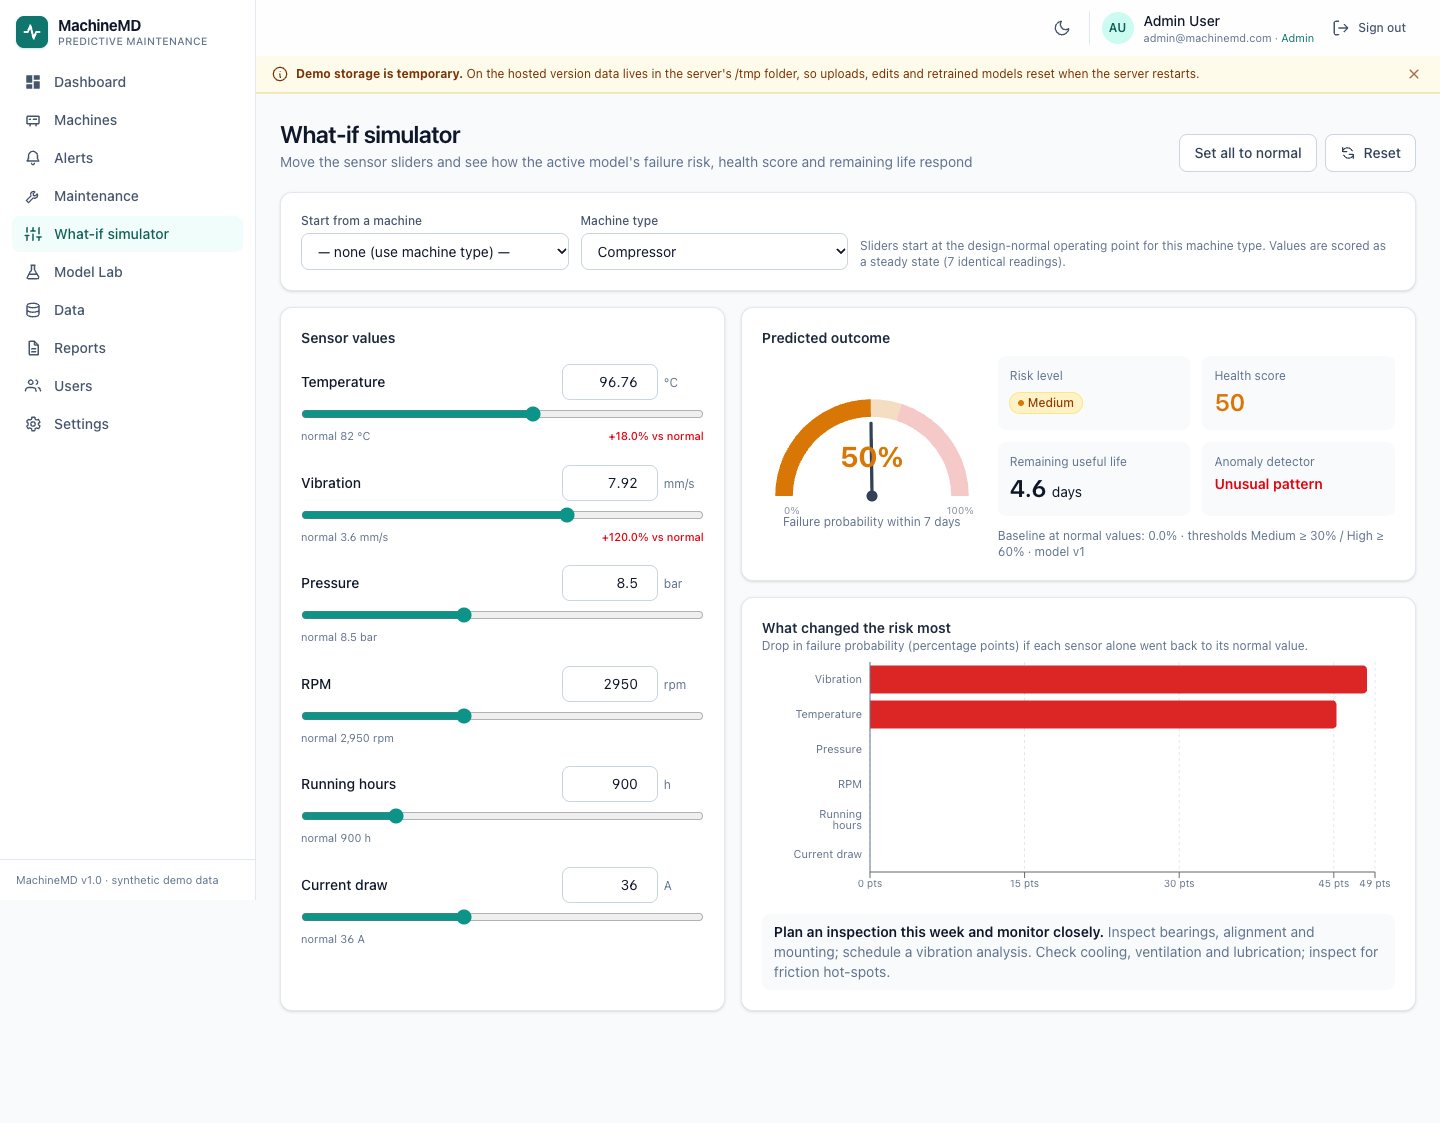 MachineMD
PREDICTIVE MAINTENANCE
Dashboard
Machines
Alerts
Maintenance
What-if simulator
Model Lab
Data
Reports
Users
Settings
MachineMD v1.0 · synthetic demo data
AU
Admin User
admin@machinemd.com · Admin
Sign out
Demo storage is temporary. On the hosted version data lives in the server's /tmp folder, so uploads, edits and retrained models reset when the server restarts.
What-if simulator
Move the sensor sliders and see how the active model's failure risk, health score and remaining life respond
Set all to normal
Reset
Start from a machine
— none (use machine type) —
Machine type
Compressor
Sliders start at the design-normal operating point for this machine type. Values are scored as
a steady state (7 identical readings).
Sensor values
Temperature
96.76 °C
normal 82 °C
+18.0% vs normal
Vibration
7.92 mm/s
normal 3.6 mm/s
+120.0% vs normal
Pressure
8.5 bar
normal 8.5 bar
RPM
2950 rpm
normal 2,950 rpm
Running hours
900 h
normal 900 h
Current draw
36 A
normal 36 A
Predicted outcome
50%
0%
100%
Failure probability within 7 days
Risk level
Medium
Health score
50
Remaining useful life
4.6 days
Anomaly detector
Unusual pattern
Baseline at normal values: 0.0% · thresholds Medium ≥ 30% / High ≥
60% · model v1
What changed the risk most
Drop in failure probability (percentage points) if each sensor alone went back to its normal value.
Vibration
Temperature
Pressure
RPM
Running
hours
Current draw
0 pts
15 pts
30 pts
45 pts
49 pts
Plan an inspection this week and monitor closely. Inspect bearings, alignment and
mounting; schedule a vibration analysis. Check cooling, ventilation and lubrication; inspect for
friction hot-spots.